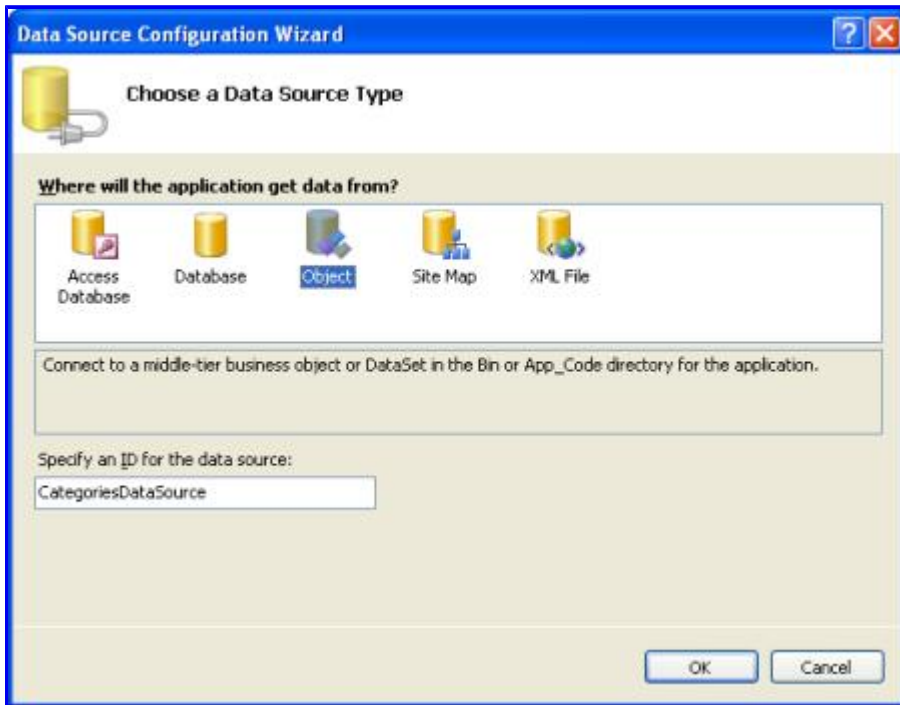 Data Source Configuration Wizard
Choose a Data Source Type
Where will the application get data from?
Access Database
Database
Object
Site Map
XML File
Connect to a middle-tier business object or DataSet in the Bin or App_Code directory for the application.
Specify an ID for the data source:
CategoriesDataSource
OK
Cancel